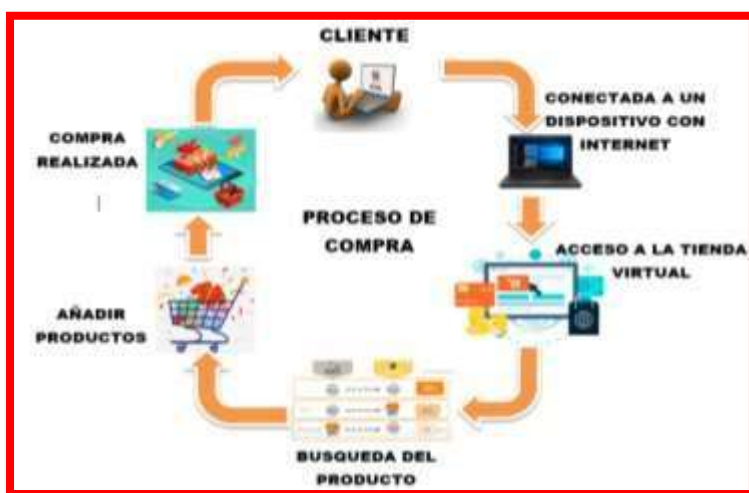 CLIENTE
CONECTADA A UN
DISPOSITIVO CON
INTERNET
ACCESO A LA TIENDA
VIRTUAL
BUSQUEDA DEL
PRODUCTO
AÑADIR
PRODUCTOS
COMPRA
REALIZADA
PROCESO DE
COMPRA